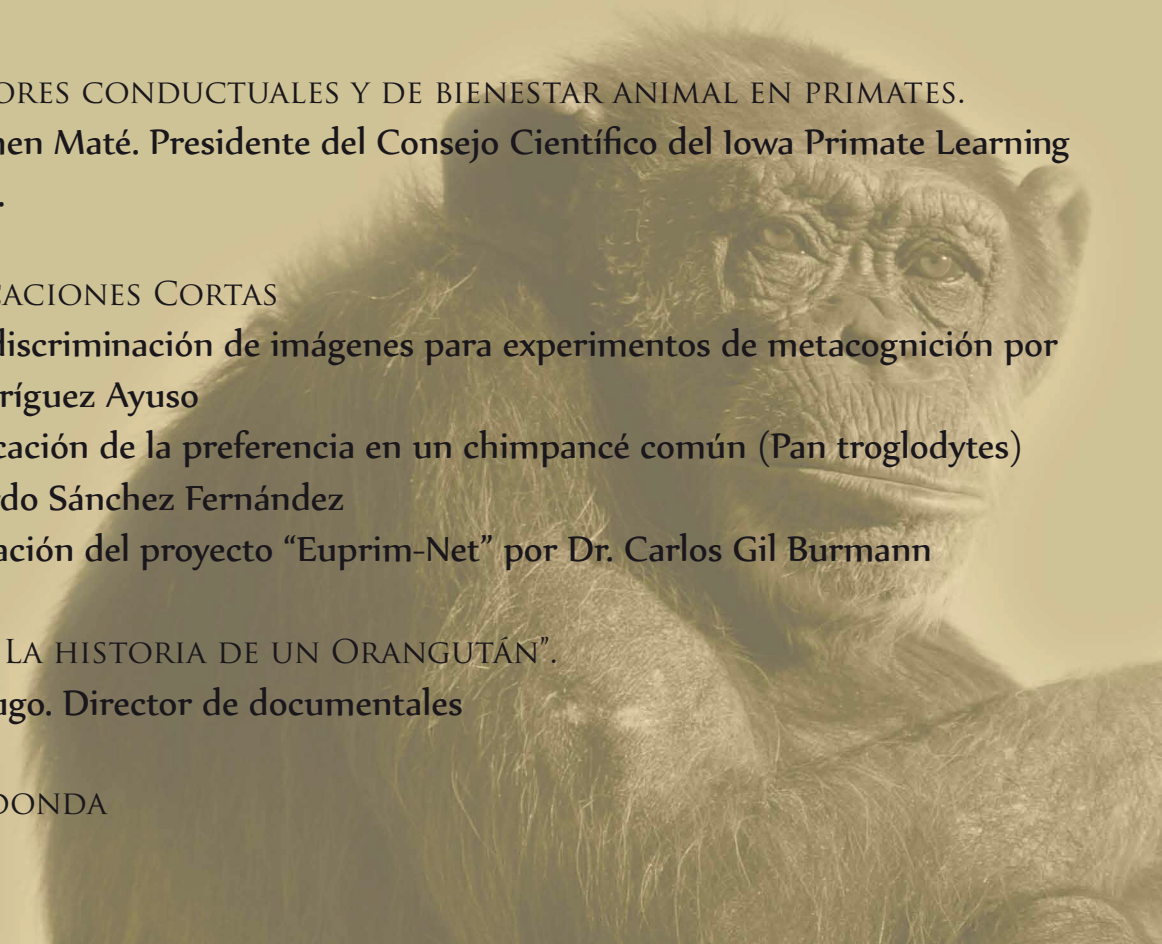 ORES CONDUCTUALES Y DE BIENESTAR ANIMAL EN PRIMATES.
men Maté. Presidente del Consejo Científico del Iowa Primate Learning
.
CACIONES CORTAS
discriminación de imágenes para experimentos de metacognición por
ríguez Ayuso
cación de la preferencia en un chimpancé común (Pan troglodytes)
do Sánchez Fernández
ación del proyecto “Euprim-Net” por Dr. Carlos Gil Burmann
LA HISTORIA DE UN ORANGUTÁN”.
ugo. Director de documentales
DONDA